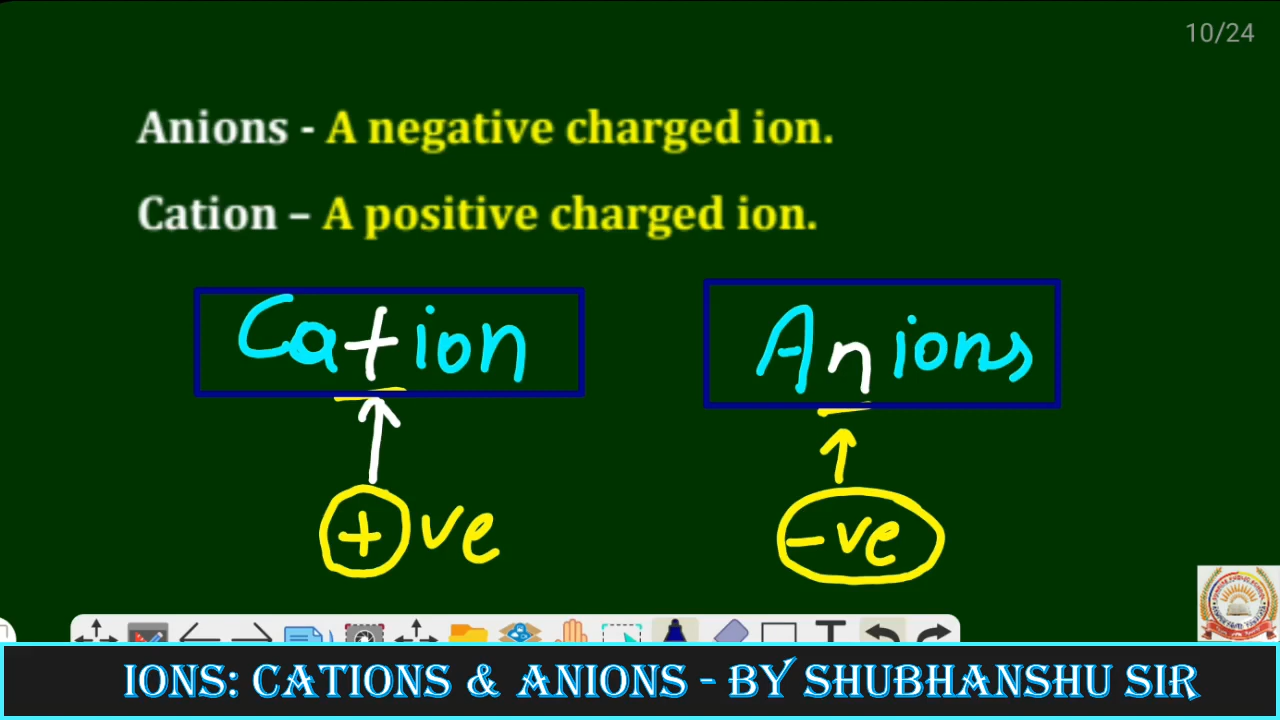 10/24
Anions - A negative charged ion.
Cation – A positive charged ion.
Cation Anions
+ ve -ve
IONS: CATIONS & ANIONS - BY SHUBHANSHU SIR